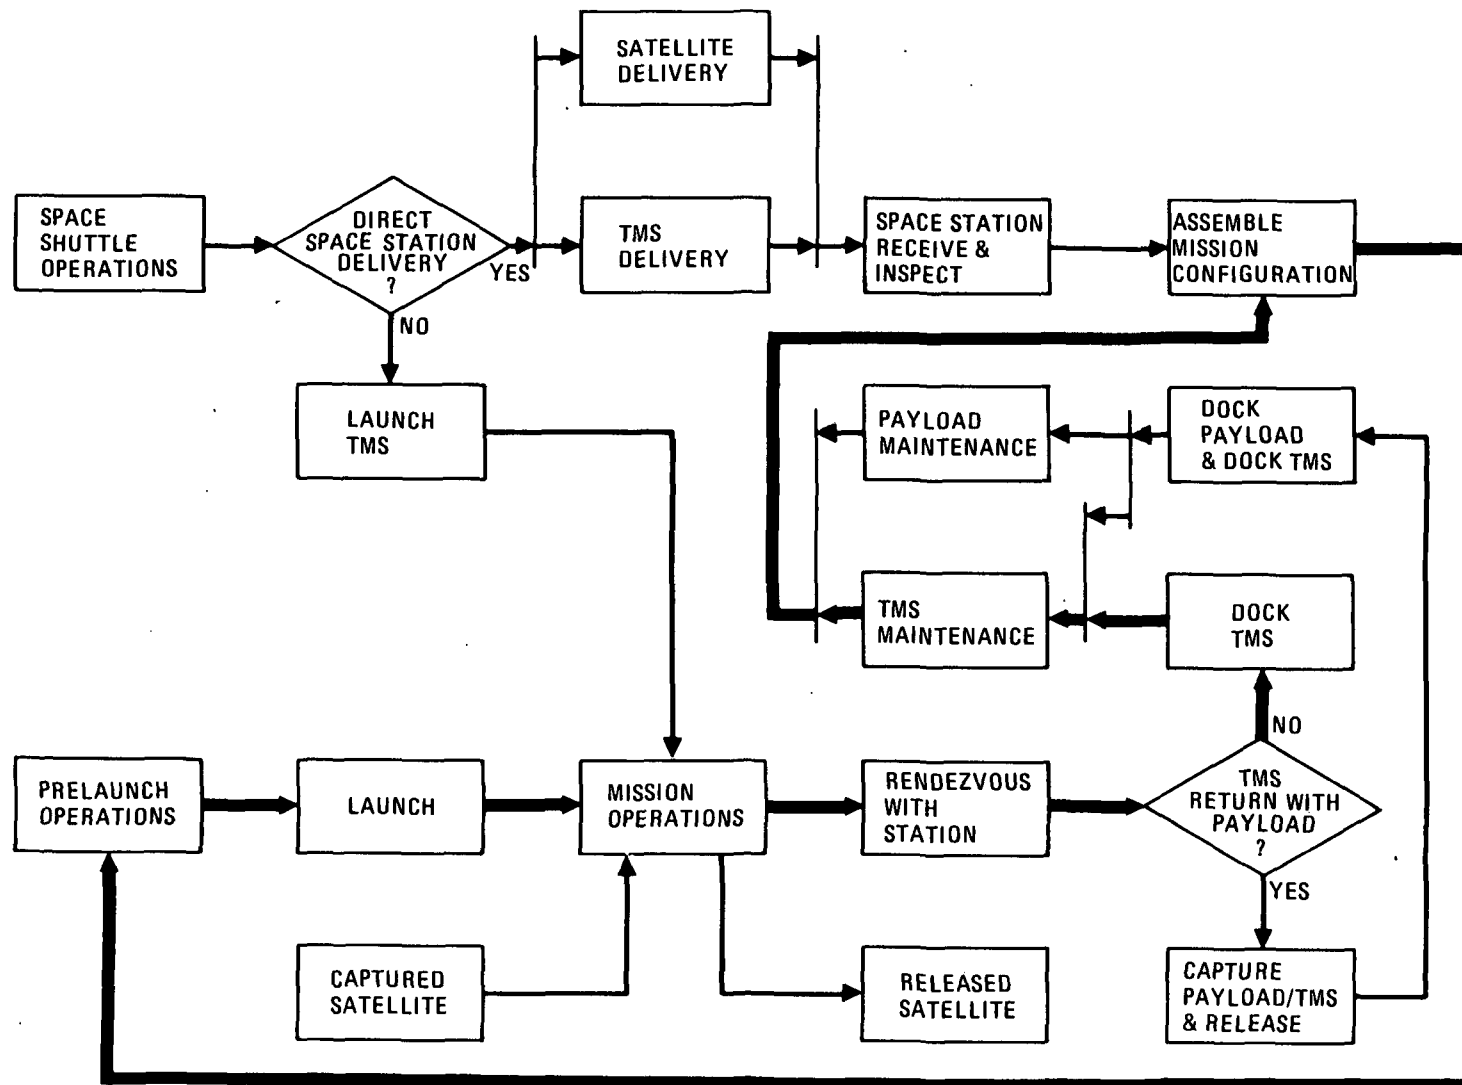 SATELLITE
DELIVERY
SPACE
SHUTTLE
OPERATIONS
DIRECT
SPACE STATION
DELIVERY
?
YES
NO
TMS
DELIVERY
SPACE STATION
RECEIVE &
INSPECT
ASSEMBLE
MISSION
CONFIGURATION
LAUNCH
TMS
PAYLOAD
MAINTENANCE
DOCK
PAYLOAD
& DOCK TMS
TMS
MAINTENANCE
DOCK
TMS
NO
PRELAUNCH
OPERATIONS
LAUNCH
MISSION
OPERATIONS
RENDEZVOUS
WITH
STATION
TMS
RETURN WITH
PAYLOAD
?
YES
CAPTURED
SATELLITE
RELEASED
SATELLITE
CAPTURE
PAYLOAD/TMS
& RELEASE